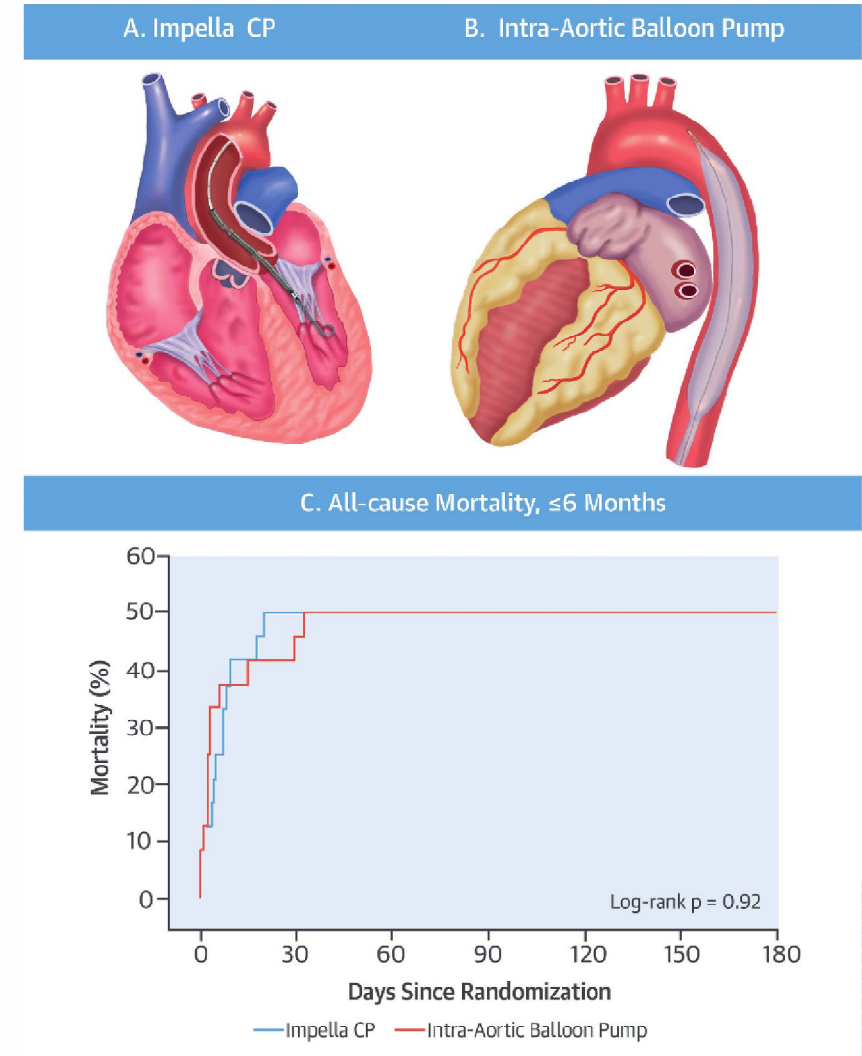 A. Impella CP
B. Intra-Aortic Balloon Pump
C. All-cause Mortality, ≤6 Months
60
50
40
30
20
10
0
Mortality (%)
Log-rank p = 0.92
0 30 60 90 120 150 180
Days Since Randomization
Impella CP
Intra-Aortic Balloon Pump